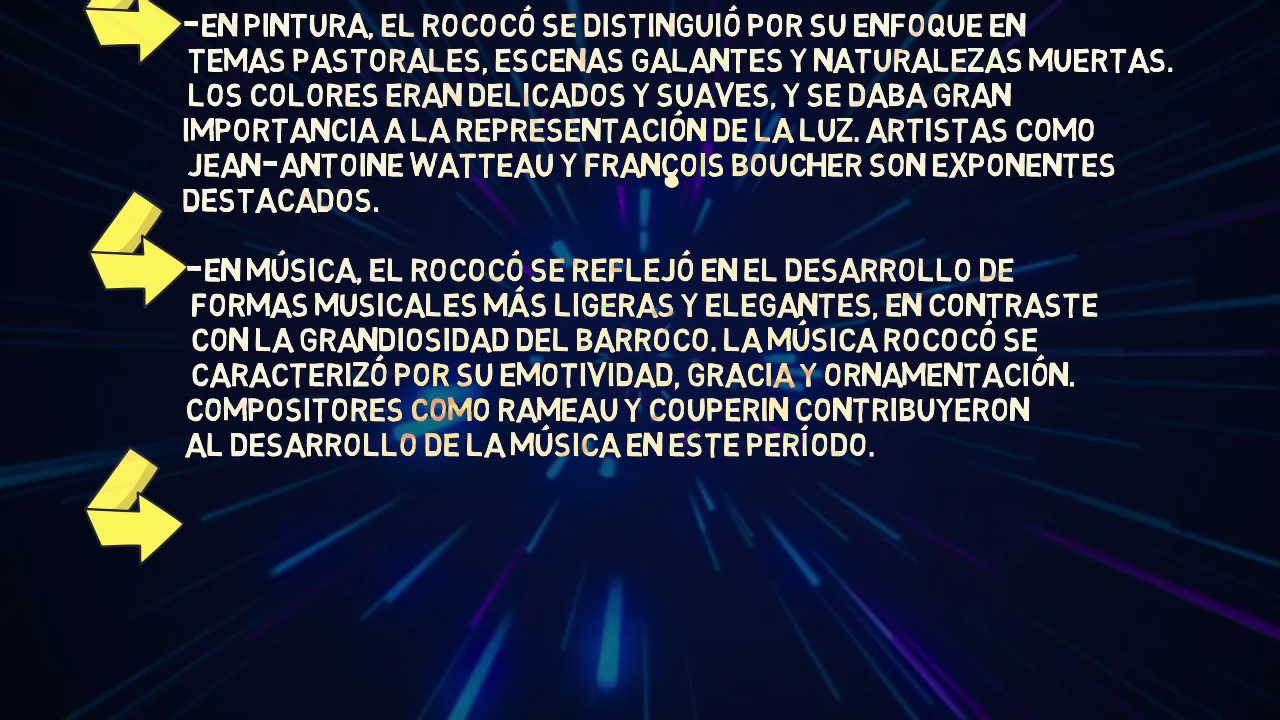 -EN PINTURA, EL ROCOCÓ SE DISTINGUIÓ POR SU ENFOQUE EN
TEMAS PASTORALES, ESCENAS GALANTES Y NATURALEZAS MUERTAS.
LOS COLORES ERAN DELICADOS Y SUAVES, Y SE DABA GRAN
IMPORTANCIA A LA REPRESENTACIÓN DE LA LUZ. ARTISTAS COMO
JEAN-ANTOINE WATTEAU Y FRANÇOIS BOUCHER SON EXPONENTES
DESTACADOS.
-EN MÚSICA, EL ROCOCÓ SE REFLEJÓ EN EL DESARROLLO DE
FORMAS MUSICALES MÁS LIGERAS Y ELEGANTES, EN CONTRASTE
CON LA GRANDIOSIDAD DEL BARROCO. LA MÚSICA ROCOCÓ SE
CARACTERIZÓ POR SU EMOTIVIDAD, GRACIA Y ORNAMENTACIÓN.
COMPOSITORES COMO RAMEAU Y COUPERIN CONTRIBUYERON
AL DESARROLLO DE LA MÚSICA EN ESTE PERÍODO.